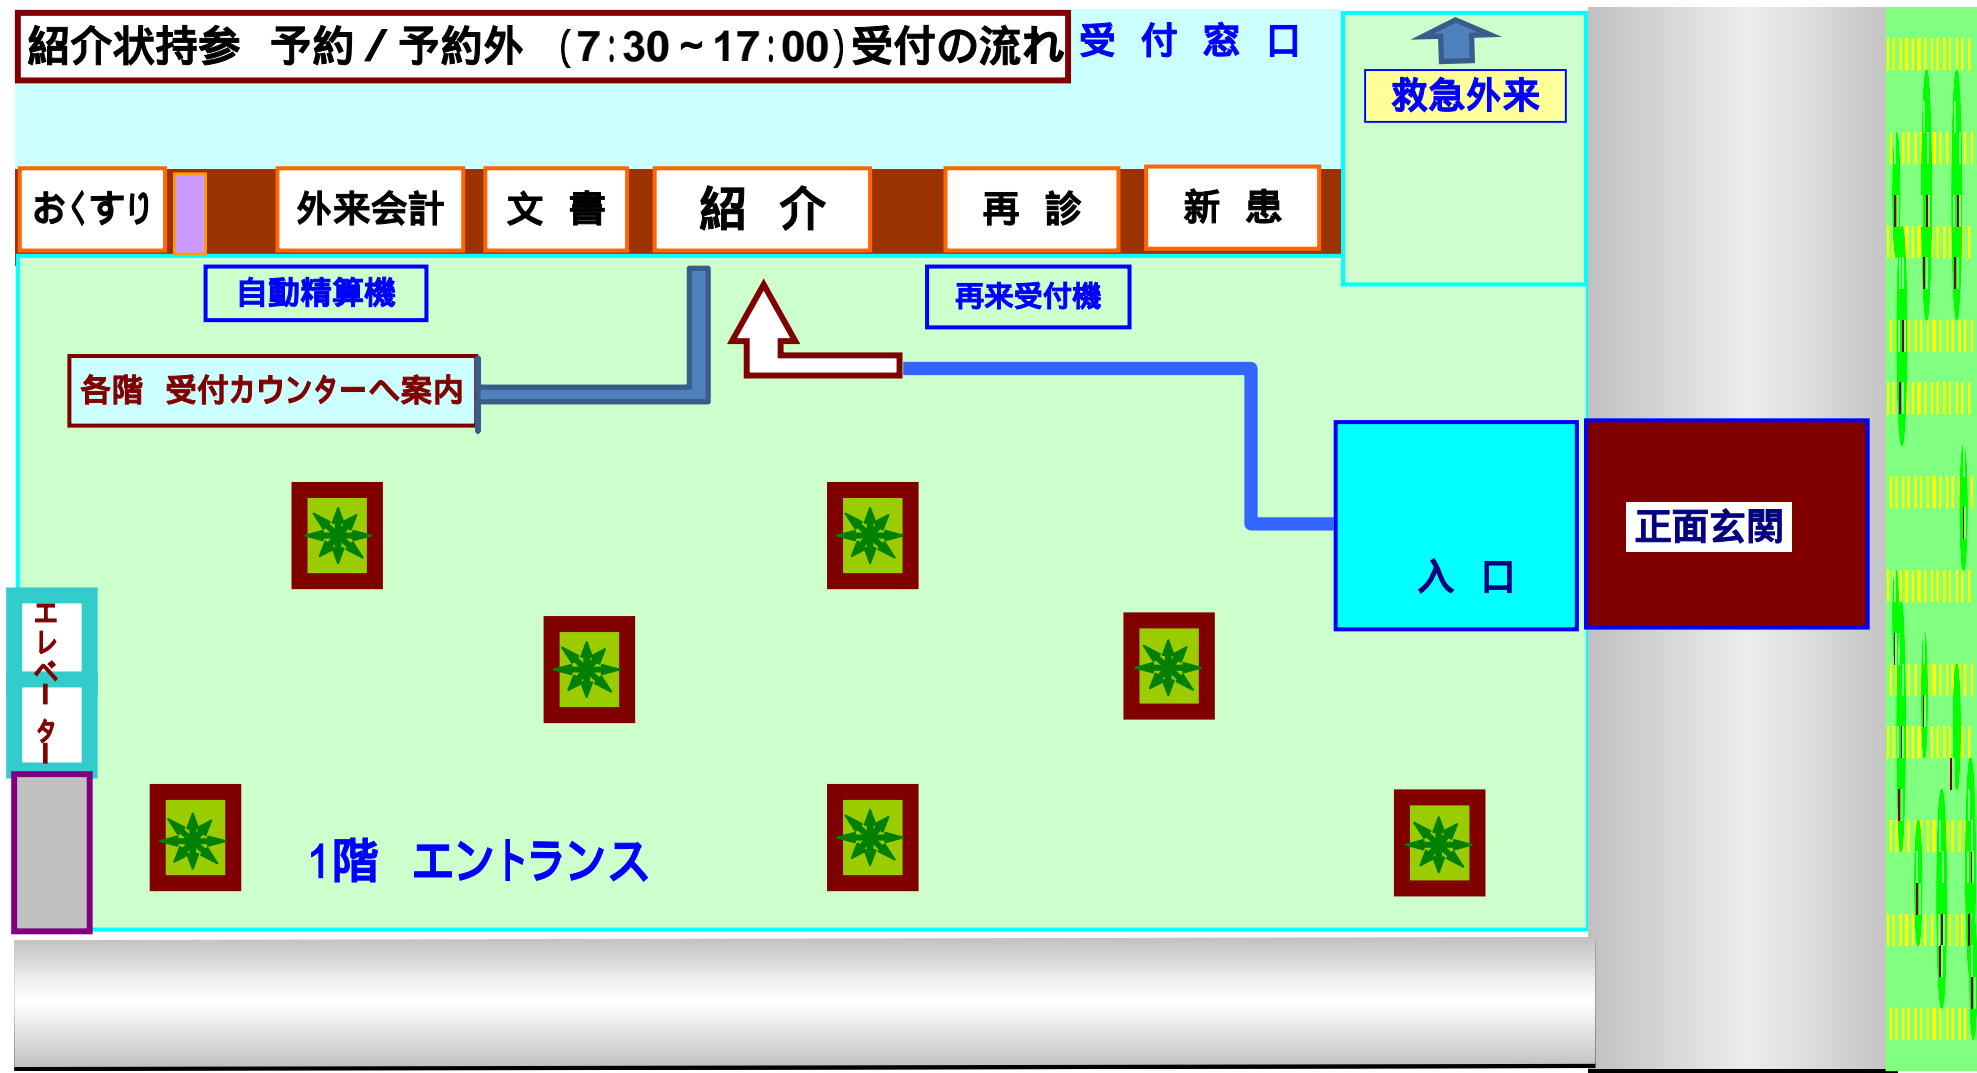 紹介状持参　予約／予約外　(7:30～17:00)受付の流れ
受 付 窓 口
救急外来
おくすり
外来会計
文 書
紹 介
再 診
新 患
自動精算機
再来受付機
各階　受付カウンターへ案内
正面玄関
入 口
エレベーター
1階　エントランス